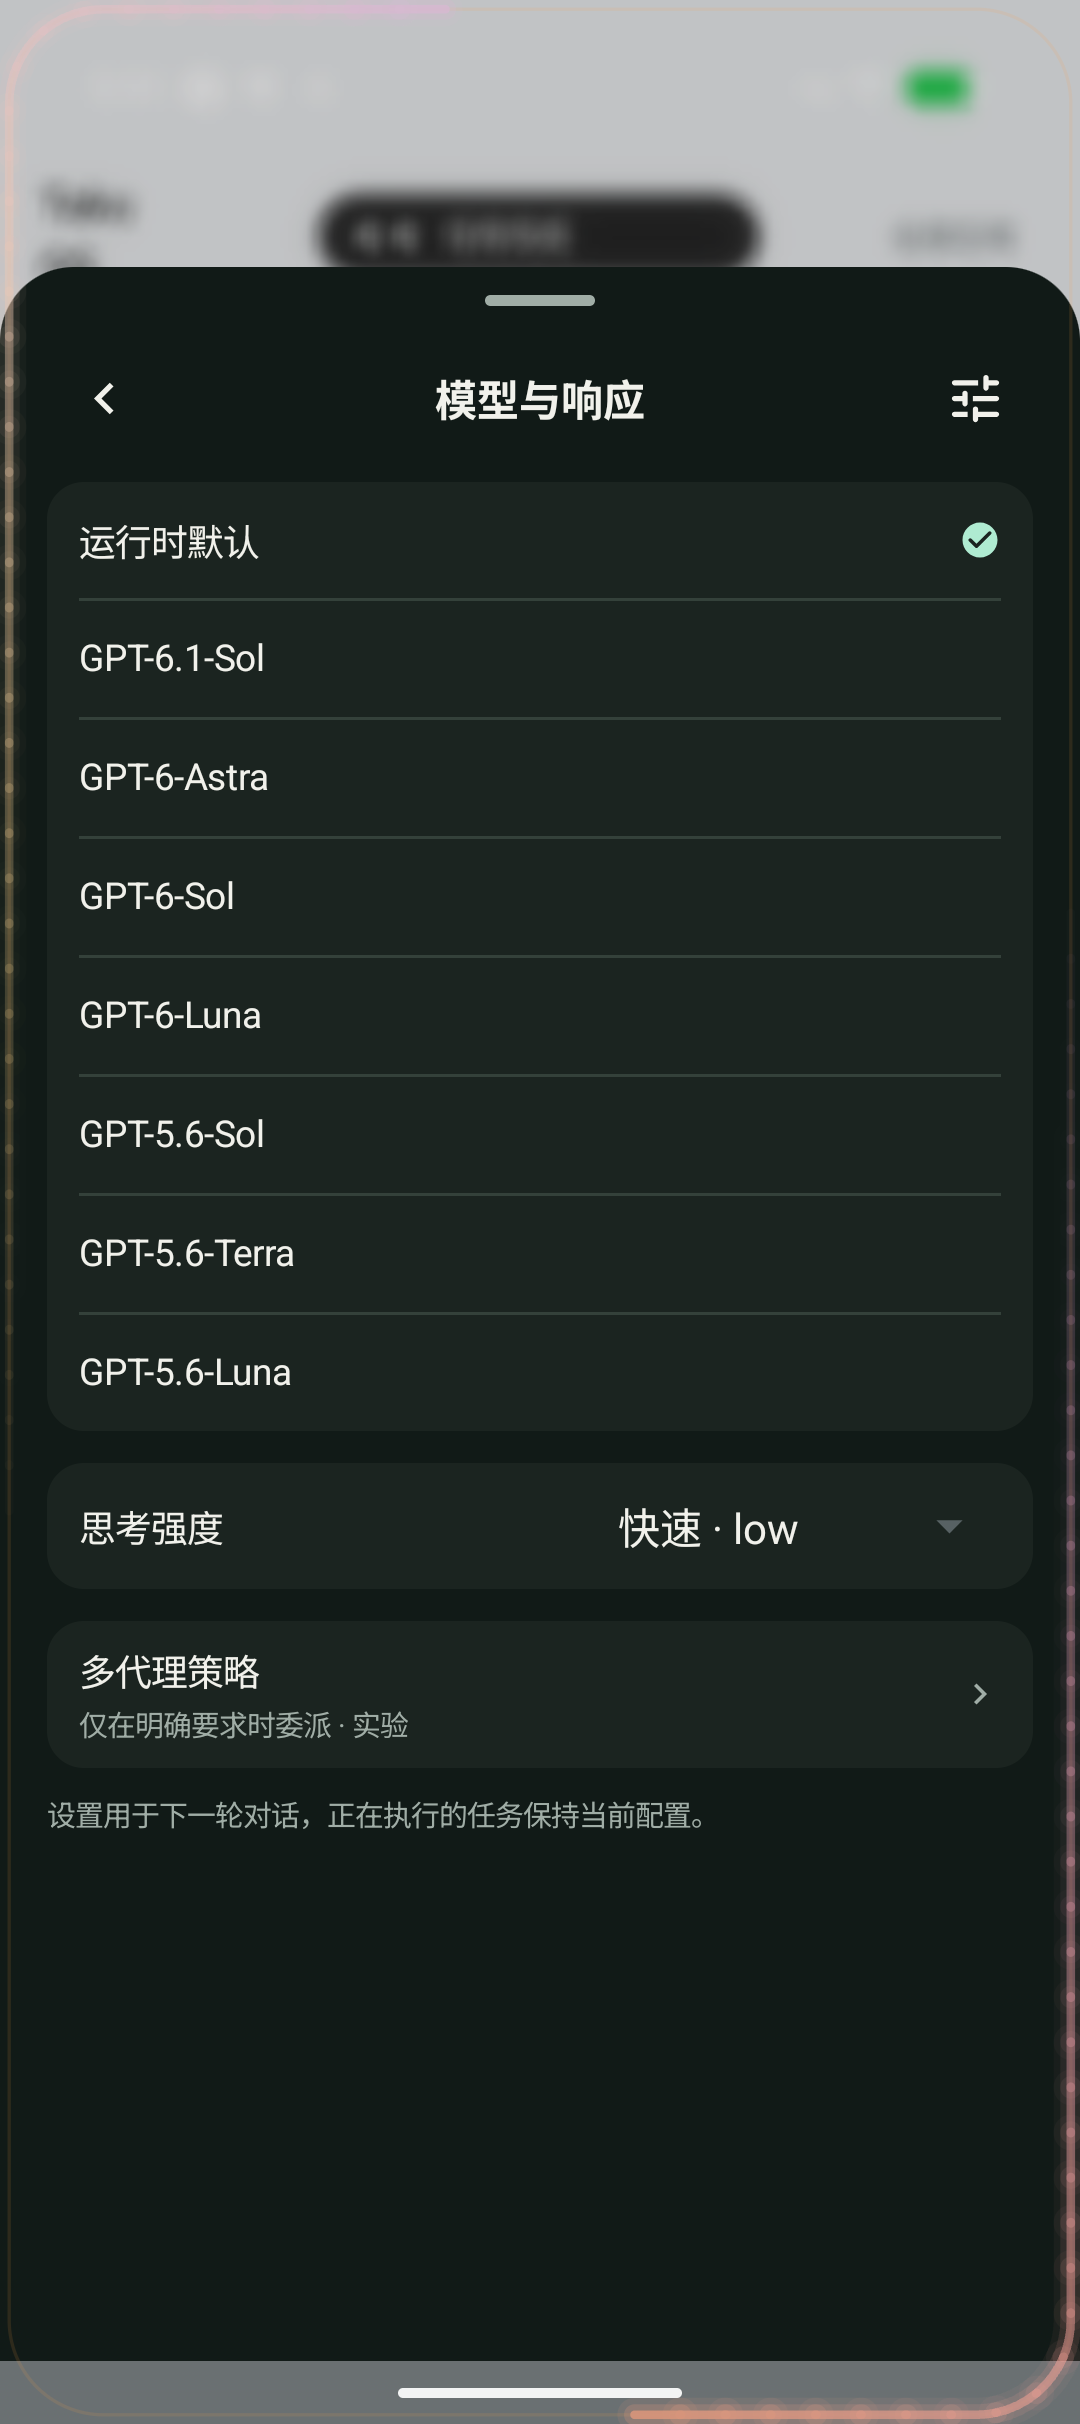 模型与响应
运行时默认
GPT-6.1-Sol
GPT-6-Astra
GPT-6-Sol
GPT-6-Luna
GPT-5.6-Sol
GPT-5.6-Terra
GPT-5.6-Luna
思考强度 快速 · low
多代理策略
仅在明确要求时委派 · 实验
设置用于下一轮对话，正在执行的任务保持当前配置。